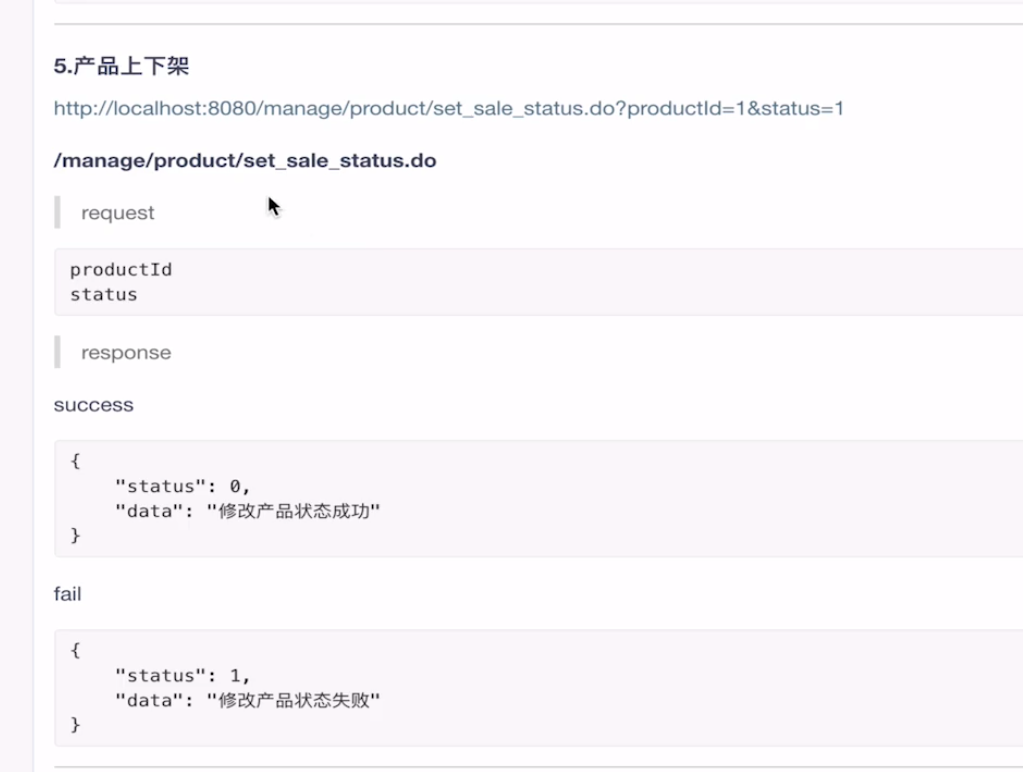 5.产品上下架
http://localhost:8080/manage/product/set_sale_status.do?productId=1&status=1
/manage/product/set_sale_status.do
request
productId
status
response
success
{
"status": 0,
"data": "修改产品状态成功"
}
fail
{
"status": 1,
"data": "修改产品状态失败"
}